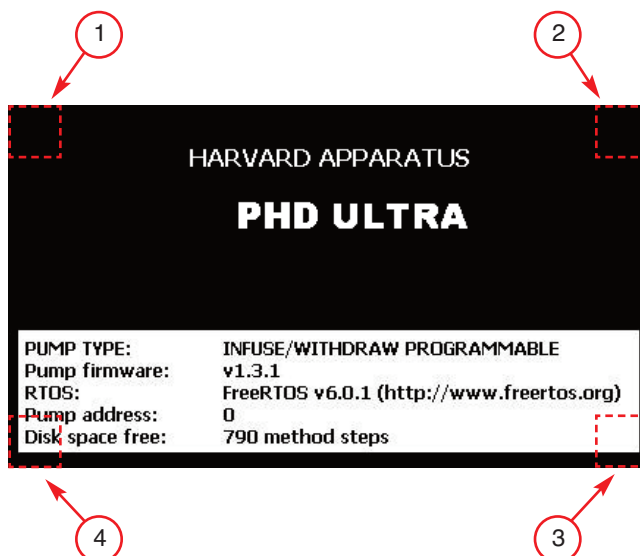 1 2
HARVARD APPARATUS
PHD ULTRA
PUMP TYPE: INFUSE/WITHDRAW PROGRAMMABLE
Pump firmware: v1.3.1
RTOS: FreeRTOS v6.0.1 (http://www.freertos.org)
Pump address: 0
Disk space free: 790 method steps
4 3